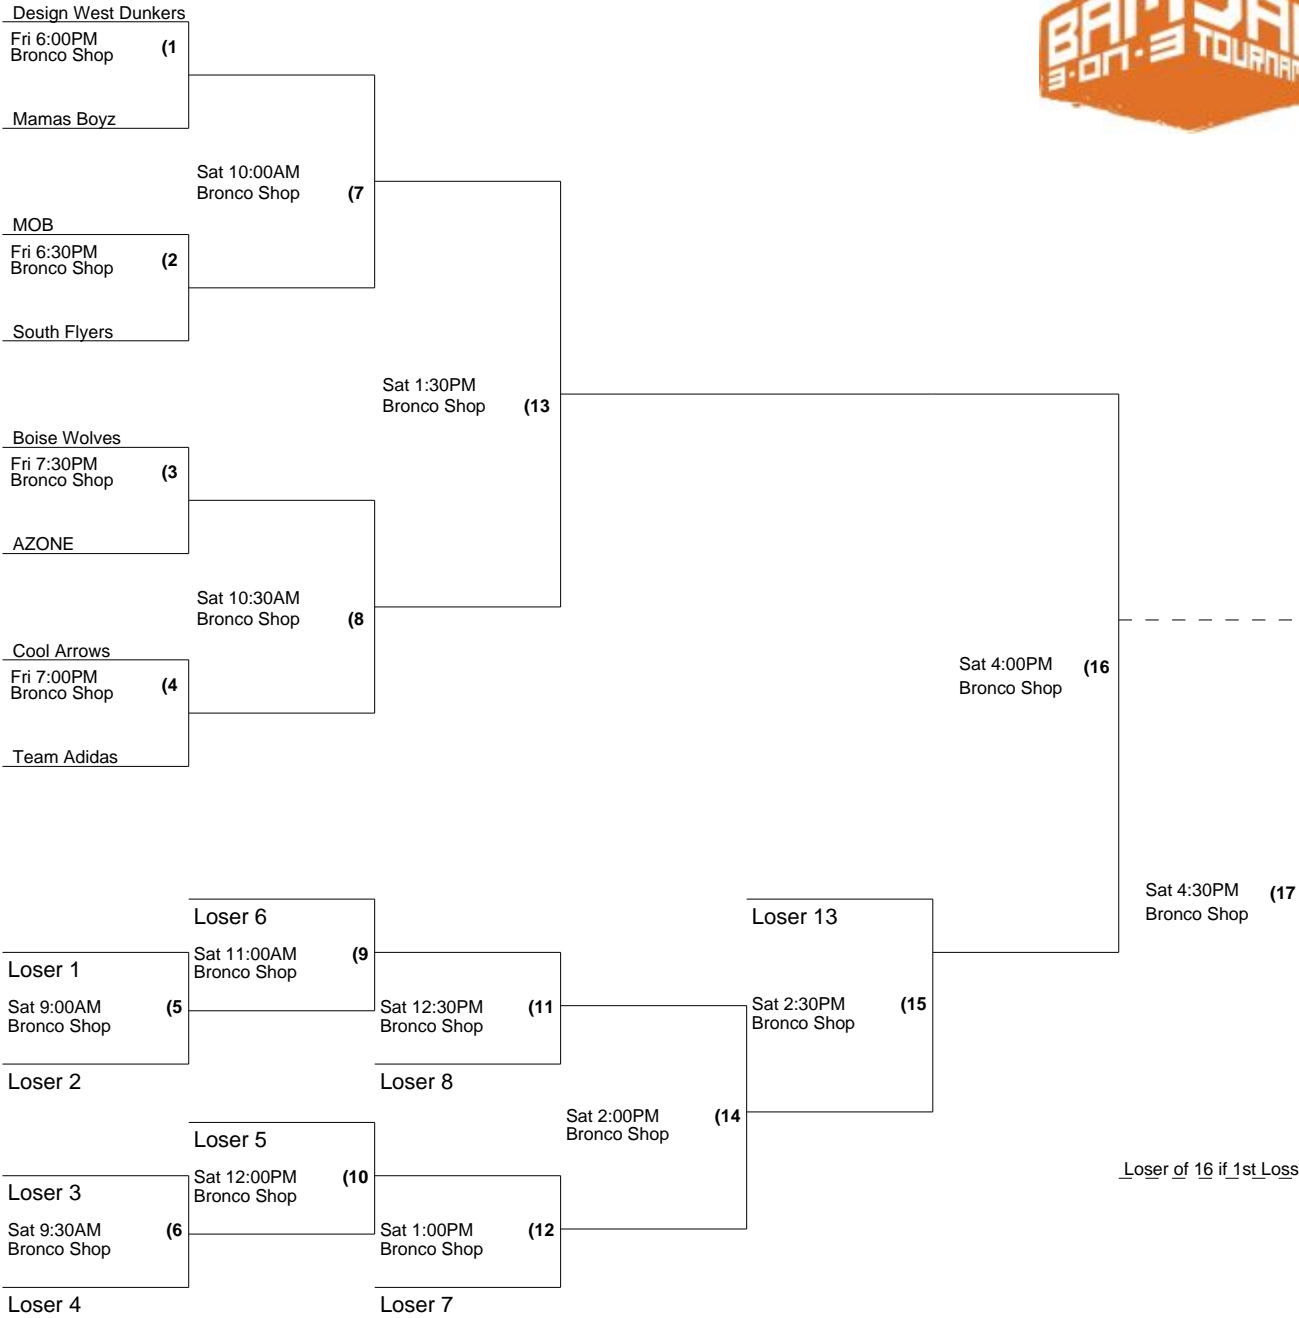 Design West Dunkers
Fri 6:00PM
Bronco Shop (1
Mamas Boyz
Sat 10:00AM
Bronco Shop (7
MOB
Fri 6:30PM
Bronco Shop (2
South Flyers
Sat 1:30PM
Bronco Shop (13
Boise Wolves
Fri 7:30PM
Bronco Shop (3
AZONE
Sat 10:30AM
Bronco Shop (8
Cool Arrows
Fri 7:00PM
Bronco Shop (4
Team Adidas
Sat 4:00PM (16
Bronco Shop
Sat 4:30PM (17
Bronco Shop
Loser 6
Sat 11:00AM (9
Bronco Shop
Loser 1
Sat 9:00AM (5
Bronco Shop
Loser 2
Sat 12:30PM (11
Bronco Shop
Loser 8
Loser 13
Sat 2:30PM (15
Bronco Shop
Sat 2:00PM (14
Bronco Shop
Loser 5
Sat 12:00PM (10
Bronco Shop
Loser 3
Sat 9:30AM (6
Bronco Shop
Loser 4
Sat 1:00PM (12
Bronco Shop
Loser 7
Loser of 16 if 1st Loss
3-ON-3